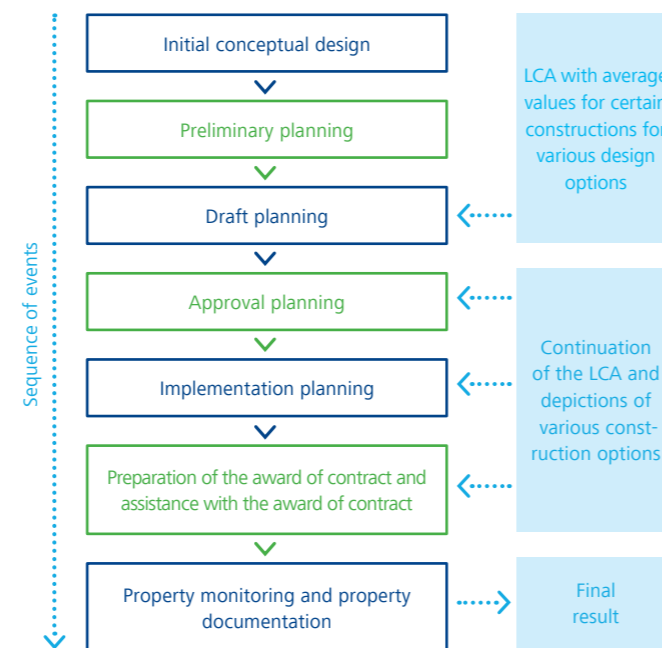 Sequence of events
Initial conceptual design
Preliminary planning
Draft planning
Approval planning
Implementation planning
Preparation of the award of contract and
assistance with the award of contract
Property monitoring and property
documentation
LCA with average
values for certain
constructions for
various design
options
Continuation
of the LCA and
depictions of
various const-
ruction options
Final
result